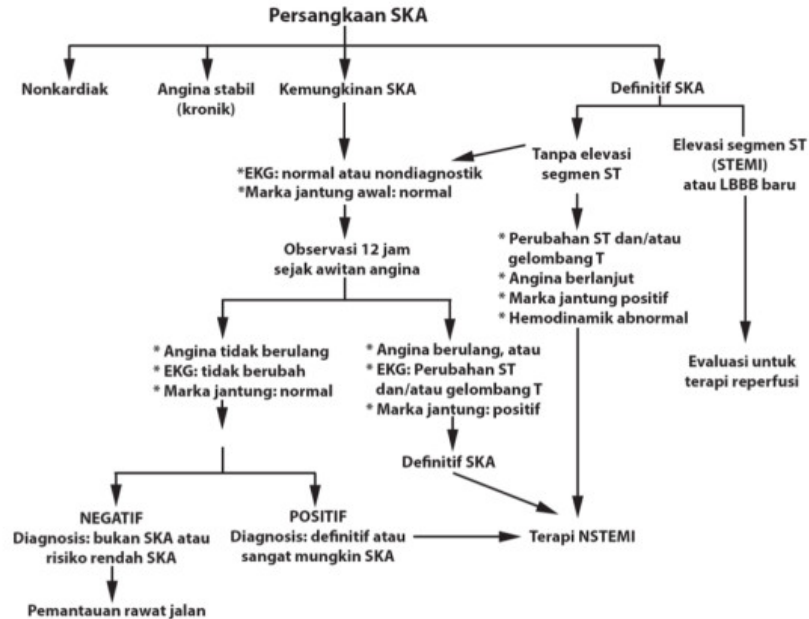 Persangkaan SKA
Nonkardiak
Angina stabil
(kronik)
Kemungkinan SKA
Definitif SKA
Tanpa elevasi
segmen ST
Elevasi segmen ST
(STEMI)
atau LBBB baru
*EKG: normal atau nondiagnostik
*Marka jantung awal: normal
Observasi 12 jam
sejak awitan angina
* Perubahan ST dan/atau
gelombang T
* Angina berlanjut
* Marka jantung positif
* Hemodinamik abnormal
* Angina tidak berulang
* EKG: tidak berubah
* Marka jantung: normal
* Angina berulang, atau
* EKG: Perubahan ST
dan/atau gelombang T
* Marka jantung: positif
Evaluasi untuk
terapi reperfusi
Definitif SKA
NEGATIF
Diagnosis: bukan SKA atau
risiko rendah SKA
POSITIF
Diagnosis: definitif atau
sangat mungkin SKA
Terapi NSTEMI
Pemantauan rawat jalan